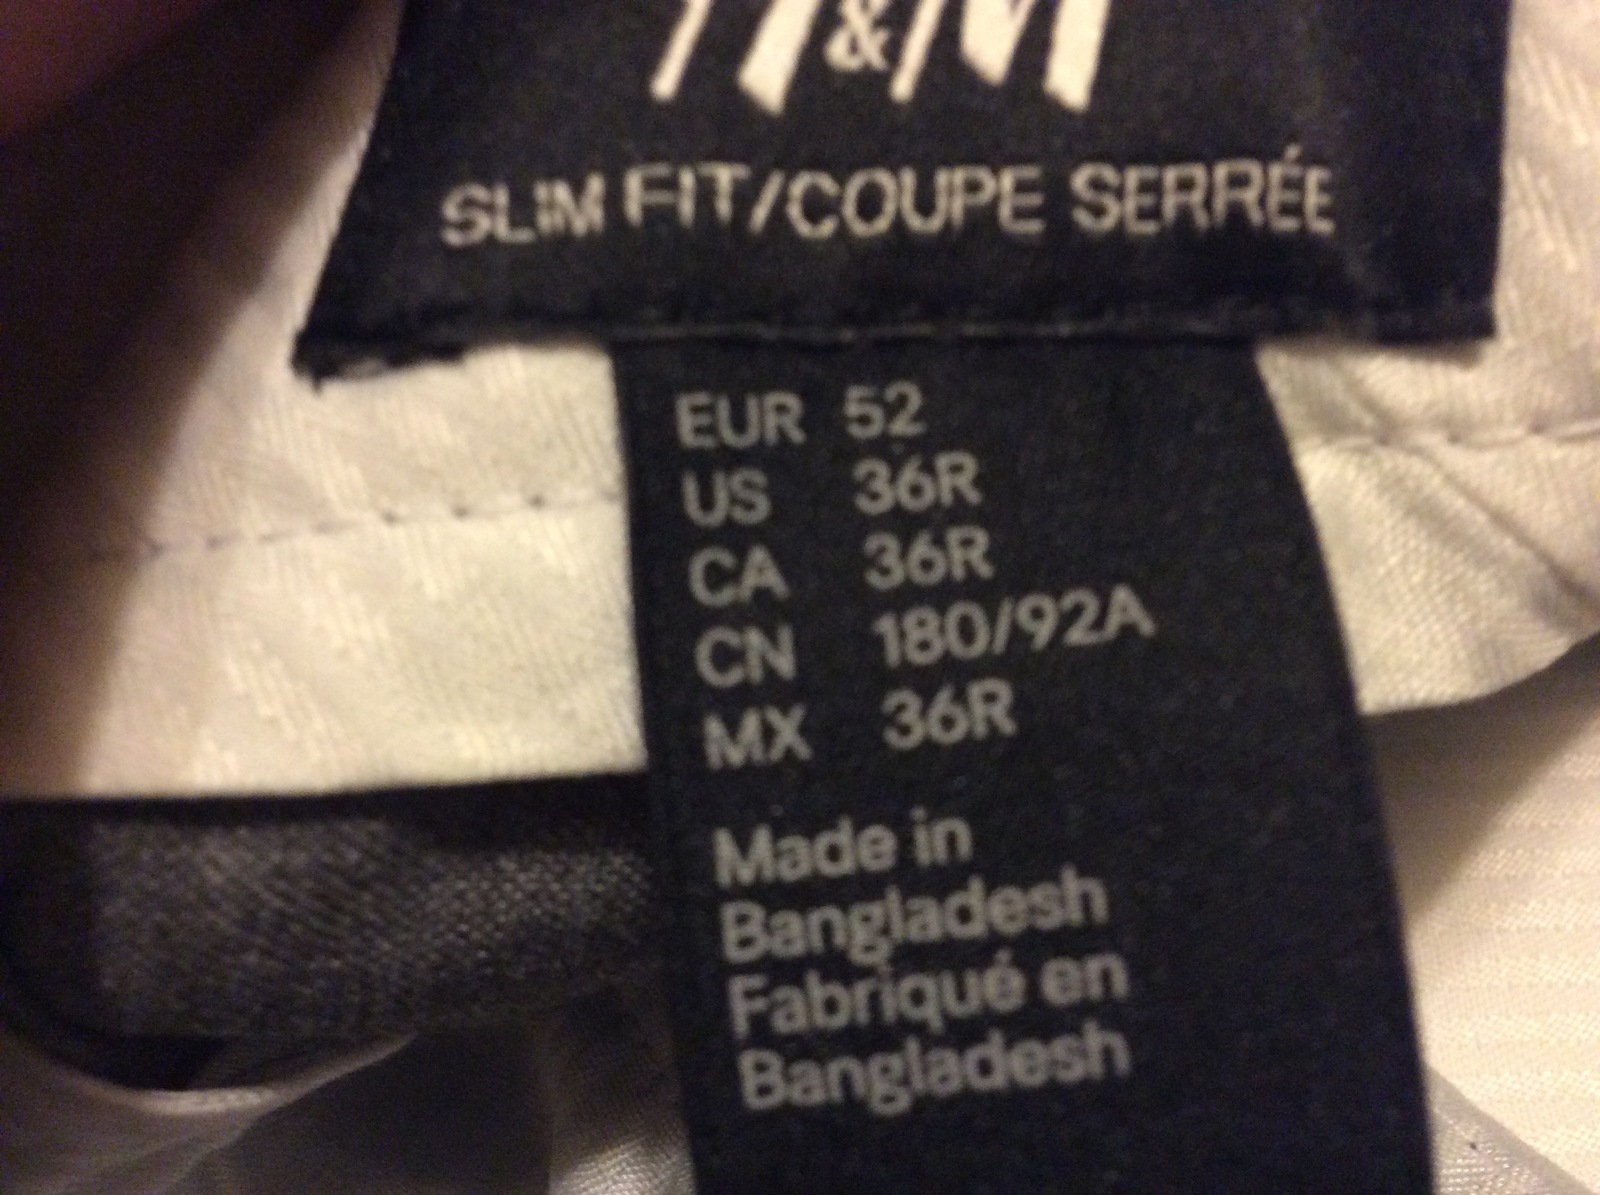 H&M
SLIM FIT/COUPE SERRÉE
EUR 52
US 36R
CA 36R
CN 180/92A
MX 36R
Made in
Bangladesh
Fabriqué en
Bangladesh